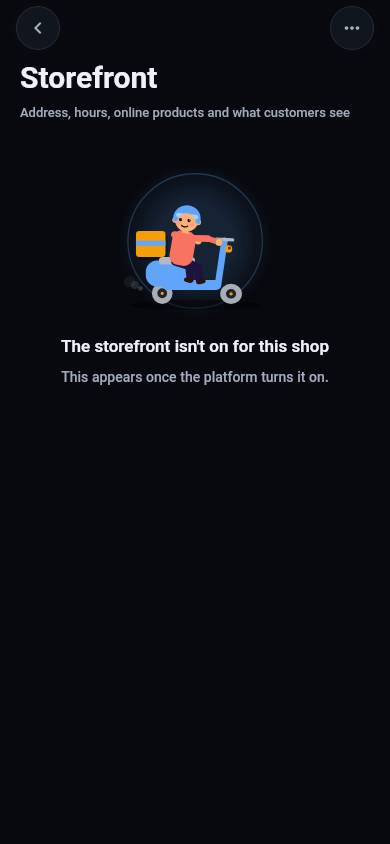 Storefront
Address, hours, online products and what customers see
The storefront isn't on for this shop
This appears once the platform turns it on.